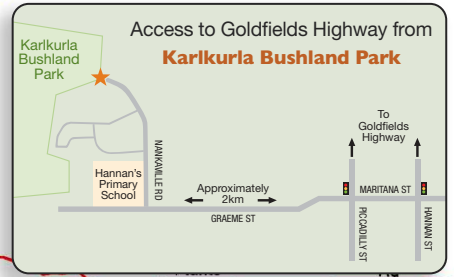 Access to Goldfields Highway from
Karlkurla Bushland Park
Karlkurla
Bushland
Park
To
Goldfields
Highway
Hannan's
Primary
School
NANKAVILLE RD
Approximately
2km
GRAEME ST
MARITANA ST
PICCADILLY ST
HANNAN ST